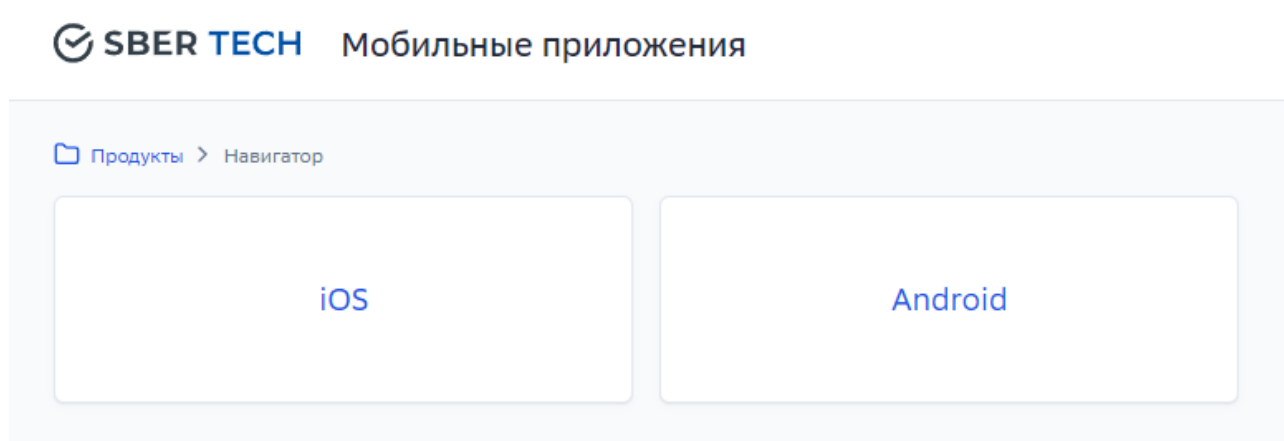 SBER TECH Мобильные приложения
Продукты > Навигатор
iOS
Android